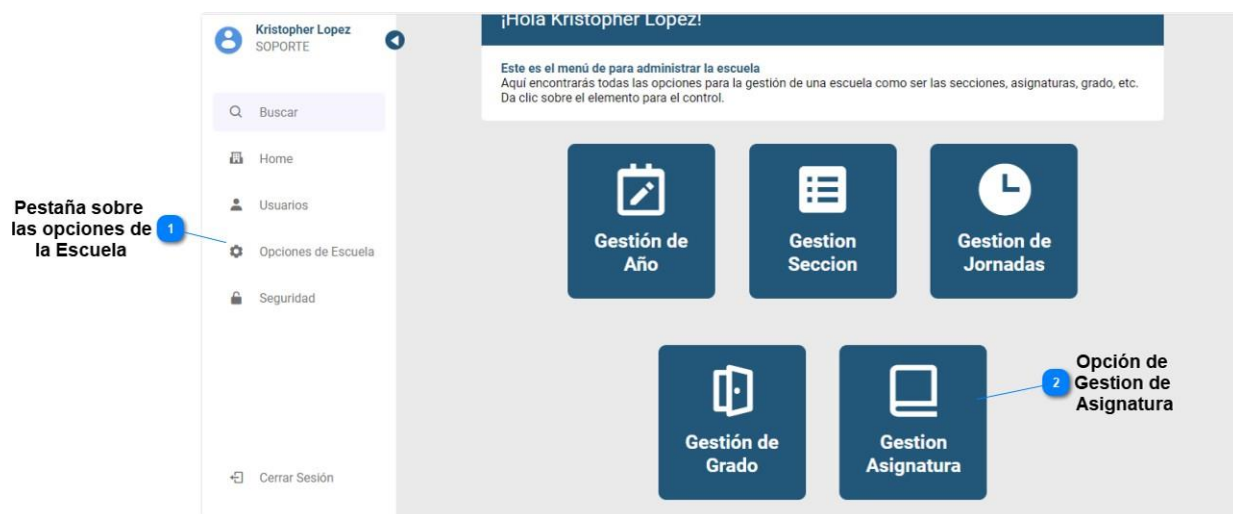 Kristopher Lopez
SOPORTE
¡Hola Kristopher Lopez!
Este es el menú de para administrar la escuela
Aquí encontrarás todas las opciones para la gestión de una escuela como ser las secciones, asignaturas, grado, etc.
Da clic sobre el elemento para el control.
Buscar
Home
Usuarios
Opciones de Escuela
Seguridad
Cerrar Sesión
Pestaña sobre
las opciones de
la Escuela
1
Gestión de
Año
Gestion
Seccion
Gestion de
Jornadas
Gestión de
Grado
Gestion
Asignatura
2
Opción de
Gestion de
Asignatura